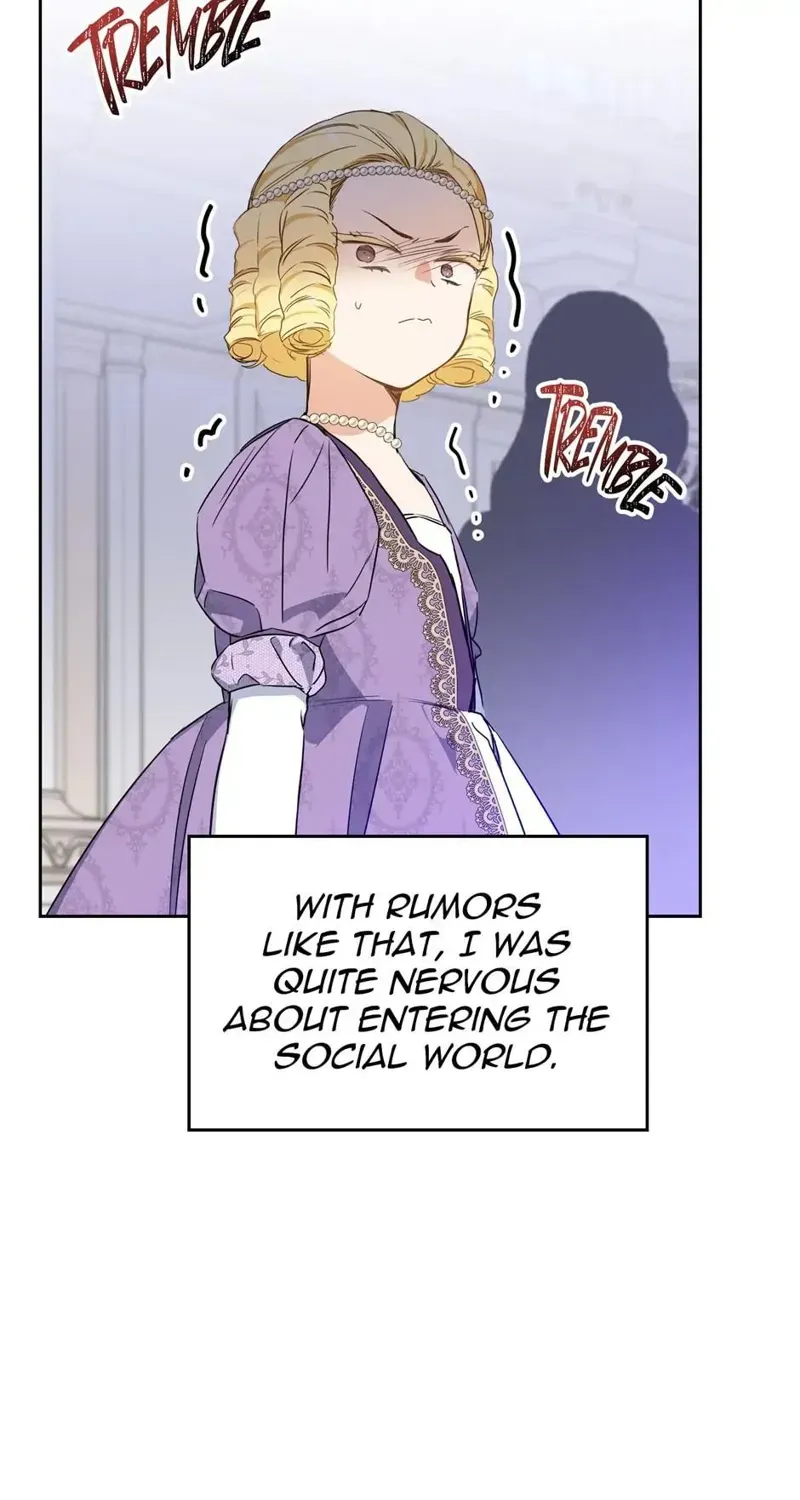 TREMBLE
TREMBLE
WITH RUMORS
LIKE THAT, I WAS
QUITE NERVOUS
ABOUT ENTERING THE
SOCIAL WORLD.